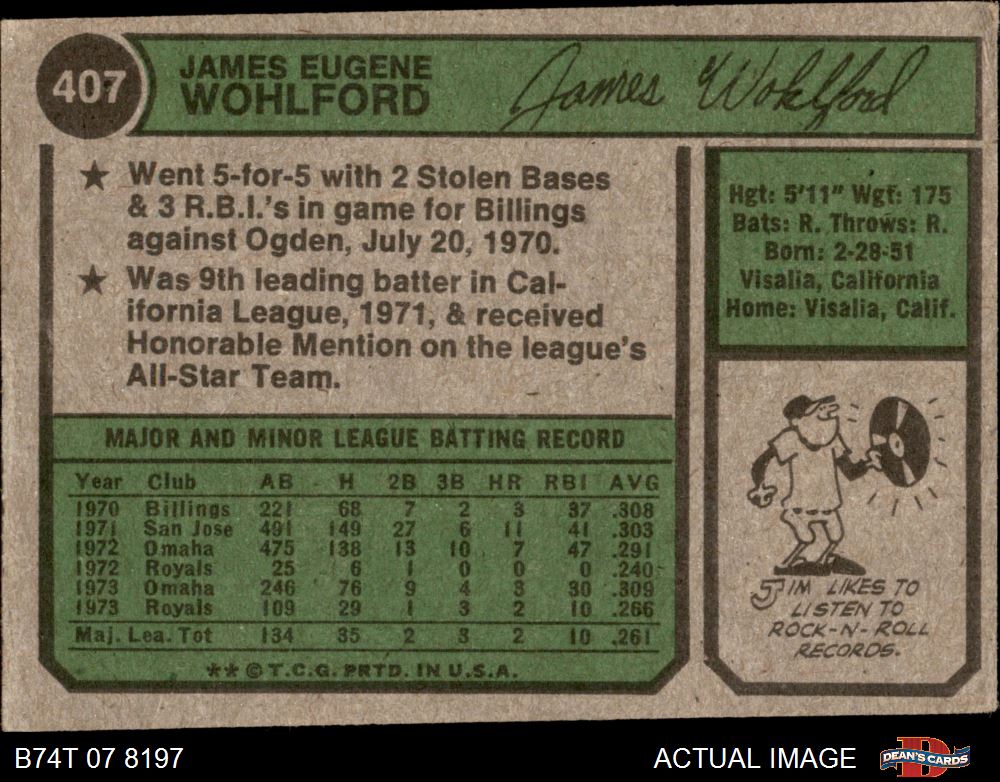 407
JAMES EUGENE
WOHLFORD
James Wohlford
★ Went 5-for-5 with 2 Stolen Bases
& 3 R.B.I.'s in game for Billings
against Ogden, July 20, 1970.
★ Was 9th leading batter in Cal-
ifornia League, 1971, & received
Honorable Mention on the league's
All-Star Team.
Hgt: 5'11" Wgt: 175
Bats: R. Throws: R.
Born: 2-28-51
Visalia, California
Home: Visalia, Calif.
MAJOR AND MINOR LEAGUE BATTING RECORD
Year Club AB H 2B 3B HR RBI AVG
1970 Billings 221 68 7 2 3 37 .308
1971 San Jose 491 149 27 6 11 41 .303
1972 Omaha 475 138 13 10 7 47 .291
1972 Royals 25 6 1 0 0 0 .240
1973 Omaha 246 76 9 4 3 30 .309
1973 Royals 109 29 1 3 2 10 .266
Maj. Lea. Tot 134 35 2 3 2 10 .261
** © T.C.G. PRTD. IN U.S.A.
JIM LIKES TO
LISTEN TO
ROCK-N-ROLL
RECORDS.
B74T 07 8197
ACTUAL IMAGE
DEAN'S CARDS